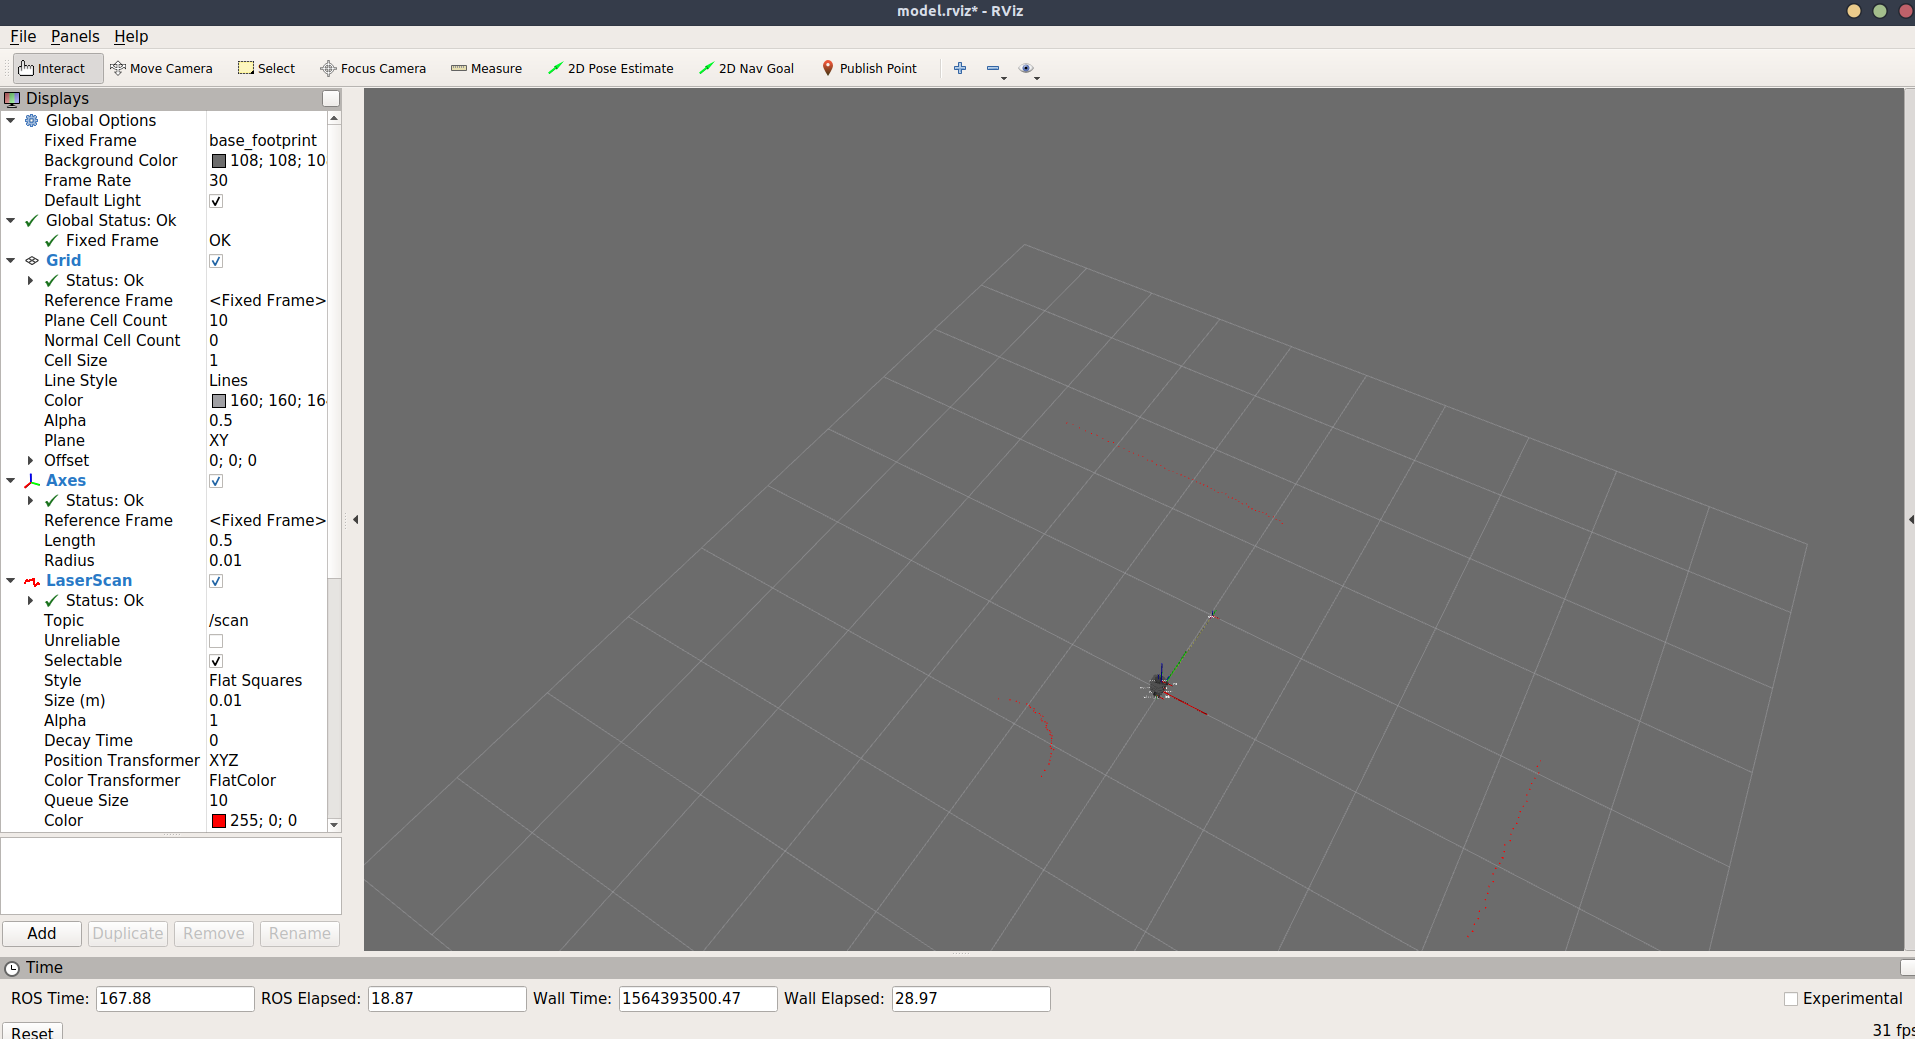 model.rviz* - RViz
File Panels Help
Interact Move Camera Select Focus Camera Measure 2D Pose Estimate 2D Nav Goal Publish Point
Displays
Global Options
Fixed Frame base_footprint
Background Color 108; 108; 10
Frame Rate 30
Default Light
Global Status: Ok
Fixed Frame OK
Grid
Status: Ok
Reference Frame <Fixed Frame>
Plane Cell Count 10
Normal Cell Count 0
Cell Size 1
Line Style Lines
Color 160; 160; 16
Alpha 0.5
Plane XY
Offset 0; 0; 0
Axes
Status: Ok
Reference Frame <Fixed Frame>
Length 0.5
Radius 0.01
LaserScan
Status: Ok
Topic /scan
Unreliable
Selectable
Style Flat Squares
Size (m) 0.01
Alpha 1
Decay Time 0
Position Transformer XYZ
Color Transformer FlatColor
Queue Size 10
Color 255; 0; 0
Add Duplicate Remove Rename
Time
ROS Time: 167.88 ROS Elapsed: 18.87 Wall Time: 1564393500.47 Wall Elapsed: 28.97 Experimental
Reset 31 fps